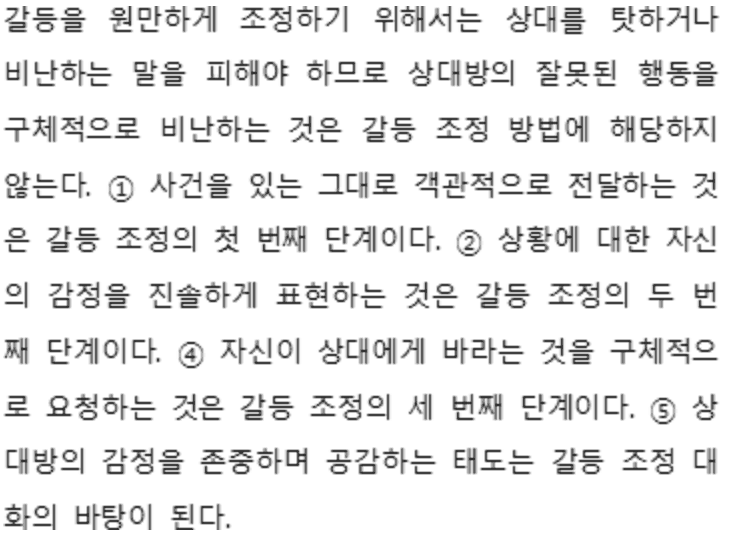 갈등을 원만하게 조정하기 위해서는 상대를 탓하거나
비난하는 말을 피해야 하므로 상대방의 잘못된 행동을
구체적으로 비난하는 것은 갈등 조정 방법에 해당하지
않는다. ① 사건을 있는 그대로 객관적으로 전달하는 것
은 갈등 조정의 첫 번째 단계이다. ② 상황에 대한 자신
의 감정을 진솔하게 표현하는 것은 갈등 조정의 두 번
째 단계이다. ④ 자신이 상대에게 바라는 것을 구체적으
로 요청하는 것은 갈등 조정의 세 번째 단계이다. ⑤ 상
대방의 감정을 존중하며 공감하는 태도는 갈등 조정 대
화의 바탕이 된다.